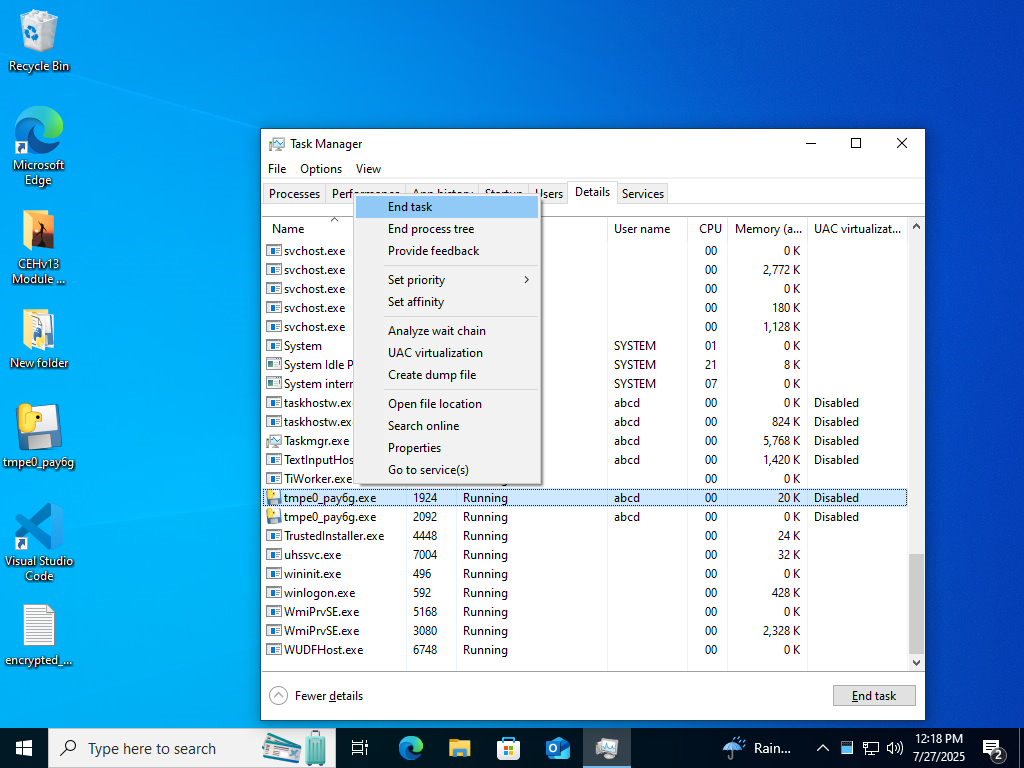 Recycle Bin
Microsoft
Edge
CEHv13
Module ...
New folder
tmpe0_pay6g
Visual Studio
Code
encrypted_...
Task Manager
File Options View
Processes Performance App history Startup Users Details Services
Name User name CPU Memory (a... UAC virtualizat...
End task
End process tree
Provide feedback
Set priority
Set affinity
Analyze wait chain
UAC virtualization
Create dump file
Open file location
Search online
Properties
Go to service(s)
svchost.exe 00 0 K
svchost.exe 00 2,772 K
svchost.exe 00 0 K
svchost.exe 00 180 K
svchost.exe 00 1,128 K
System SYSTEM 01 0 K
System Idle P SYSTEM 21 8 K
System interr SYSTEM 07 0 K
taskhostw.exe abcd 00 0 K Disabled
taskhostw.exe abcd 00 824 K Disabled
Taskmgr.exe abcd 00 5,768 K Disabled
TextInputHos abcd 00 1,420 K Disabled
TiWorker.exe 00 0 K
tmpe0_pay6g.exe 1924 Running abcd 00 20 K Disabled
tmpe0_pay6g.exe 2092 Running abcd 00 0 K Disabled
TrustedInstaller.exe 4448 Running 00 24 K
uhssvc.exe 7004 Running 00 32 K
wininit.exe 496 Running 00 0 K
winlogon.exe 592 Running 00 428 K
WmiPrvSE.exe 5168 Running 00 0 K
WmiPrvSE.exe 3080 Running 00 2,328 K
WUDFHost.exe 6748 Running 00 0 K
Fewer details
End task
Type here to search
Rain...
12:18 PM
7/27/2025
2